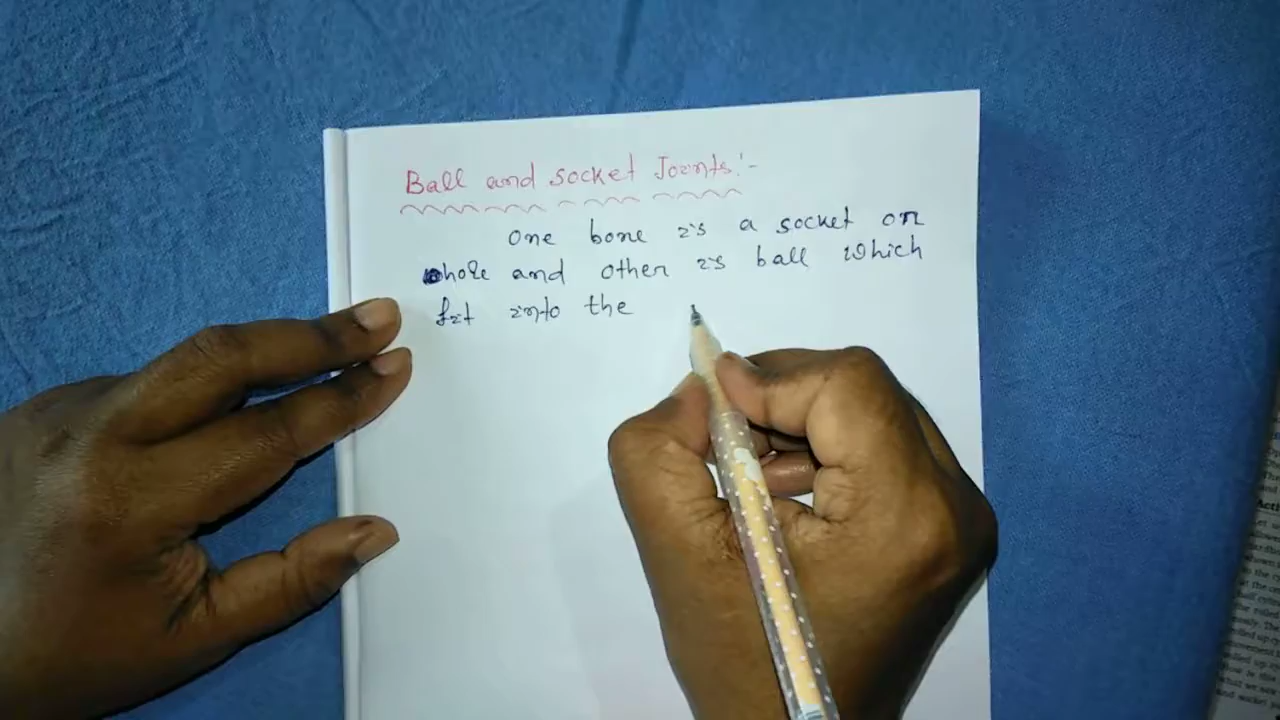 Ball and socket Joints:-
One bone is a socket or
hole and other is ball which
fit into the